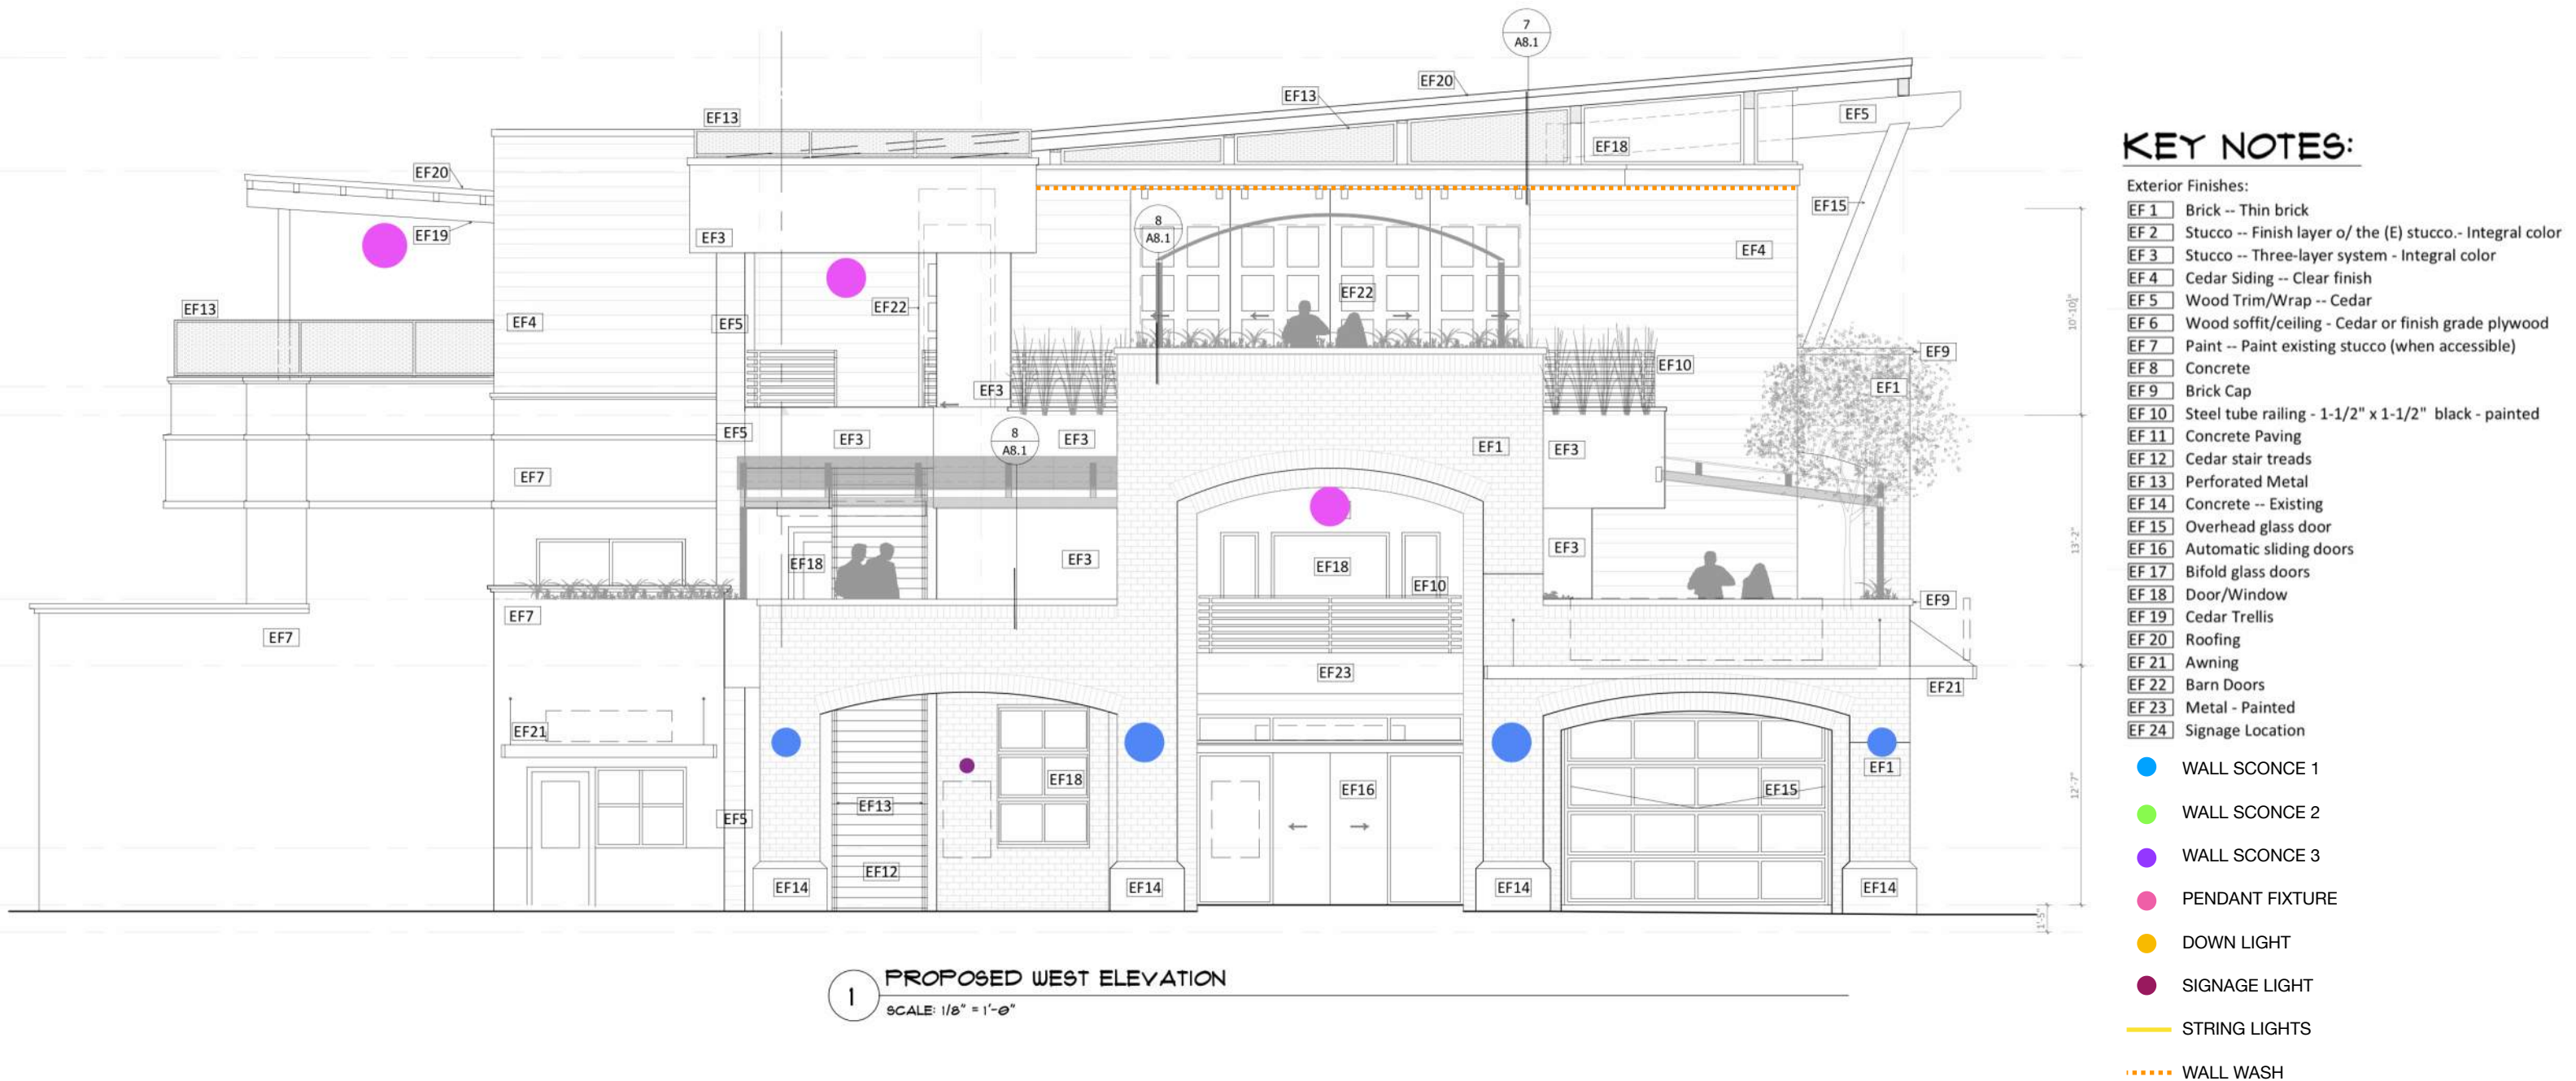 7
A8.1
EF20
EF13
EF13
EF5
EF18
EF20
EF15
EF19
8
A8.1
EF3
EF4
EF22
EF22
EF13
EF4
EF5
EF9
EF10
EF3
EF1
EF5
EF3
8
A8.1
EF3
EF1
EF3
EF7
EF3
EF18
EF3
EF18
EF10
EF7
EF9
EF7
EF23
EF21
EF21
EF1
EF18
EF16
EF15
EF13
EF5
EF12
EF14
EF14
EF14
EF14
10'-10¼"
13'-2"
12'-7"
1'-5"
1
PROPOSED WEST ELEVATION
SCALE: 1/8" = 1'-0"
KEY NOTES:
Exterior Finishes:
EF 1 Brick -- Thin brick
EF 2 Stucco -- Finish layer o/ the (E) stucco.- Integral color
EF 3 Stucco -- Three-layer system - Integral color
EF 4 Cedar Siding -- Clear finish
EF 5 Wood Trim/Wrap -- Cedar
EF 6 Wood soffit/ceiling - Cedar or finish grade plywood
EF 7 Paint -- Paint existing stucco (when accessible)
EF 8 Concrete
EF 9 Brick Cap
EF 10 Steel tube railing - 1-1/2" x 1-1/2" black - painted
EF 11 Concrete Paving
EF 12 Cedar stair treads
EF 13 Perforated Metal
EF 14 Concrete -- Existing
EF 15 Overhead glass door
EF 16 Automatic sliding doors
EF 17 Bifold glass doors
EF 18 Door/Window
EF 19 Cedar Trellis
EF 20 Roofing
EF 21 Awning
EF 22 Barn Doors
EF 23 Metal - Painted
EF 24 Signage Location
WALL SCONCE 1
WALL SCONCE 2
WALL SCONCE 3
PENDANT FIXTURE
DOWN LIGHT
SIGNAGE LIGHT
STRING LIGHTS
WALL WASH